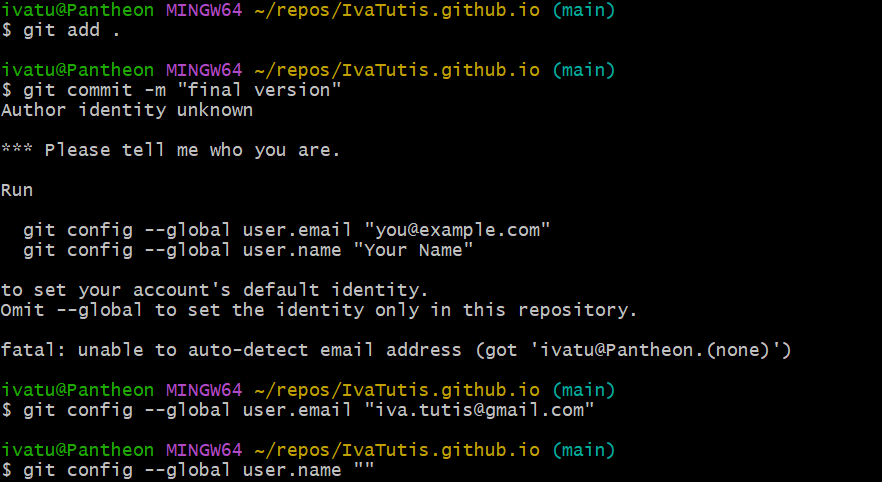 ivatu@Pantheon MINGW64 ~/repos/IvaTutis.github.io (main)
$ git add .
ivatu@Pantheon MINGW64 ~/repos/IvaTutis.github.io (main)
$ git commit -m "final version"
Author identity unknown
*** Please tell me who you are.
Run
  git config --global user.email "you@example.com"
  git config --global user.name "Your Name"
to set your account's default identity.
Omit --global to set the identity only in this repository.
fatal: unable to auto-detect email address (got 'ivatu@Pantheon.(none)')
ivatu@Pantheon MINGW64 ~/repos/IvaTutis.github.io (main)
$ git config --global user.email "iva.tutis@gmail.com"
ivatu@Pantheon MINGW64 ~/repos/IvaTutis.github.io (main)
$ git config --global user.name ""